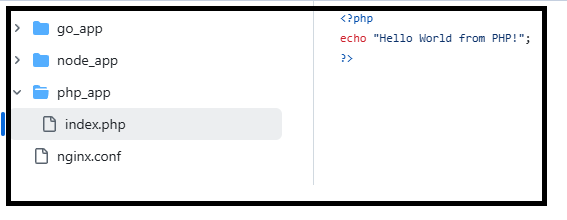 go_app
node_app
php_app
index.php
nginx.conf
<?php
echo "Hello World from PHP!";
?>